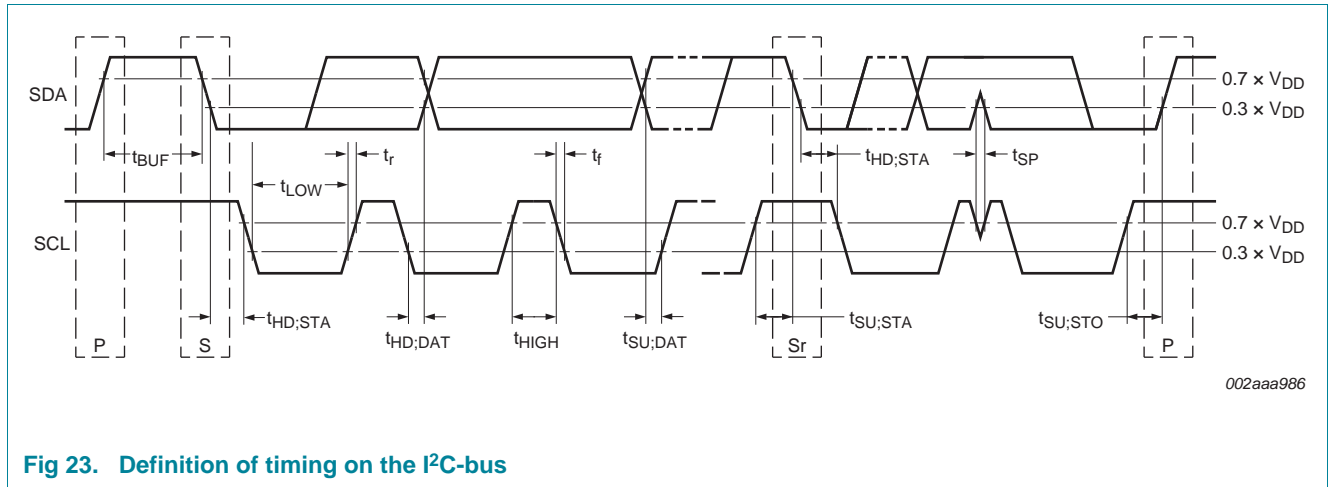 SDA
0.7 × VDD
0.3 × VDD
tBUF
tLOW
tr
tf
tHD;STA
tSP
SCL
0.7 × VDD
0.3 × VDD
tHD;STA
tHD;DAT
tHIGH
tSU;DAT
tSU;STA
tSU;STO
P
S
Sr
P
002aaa986
Fig 23. Definition of timing on the I²C-bus